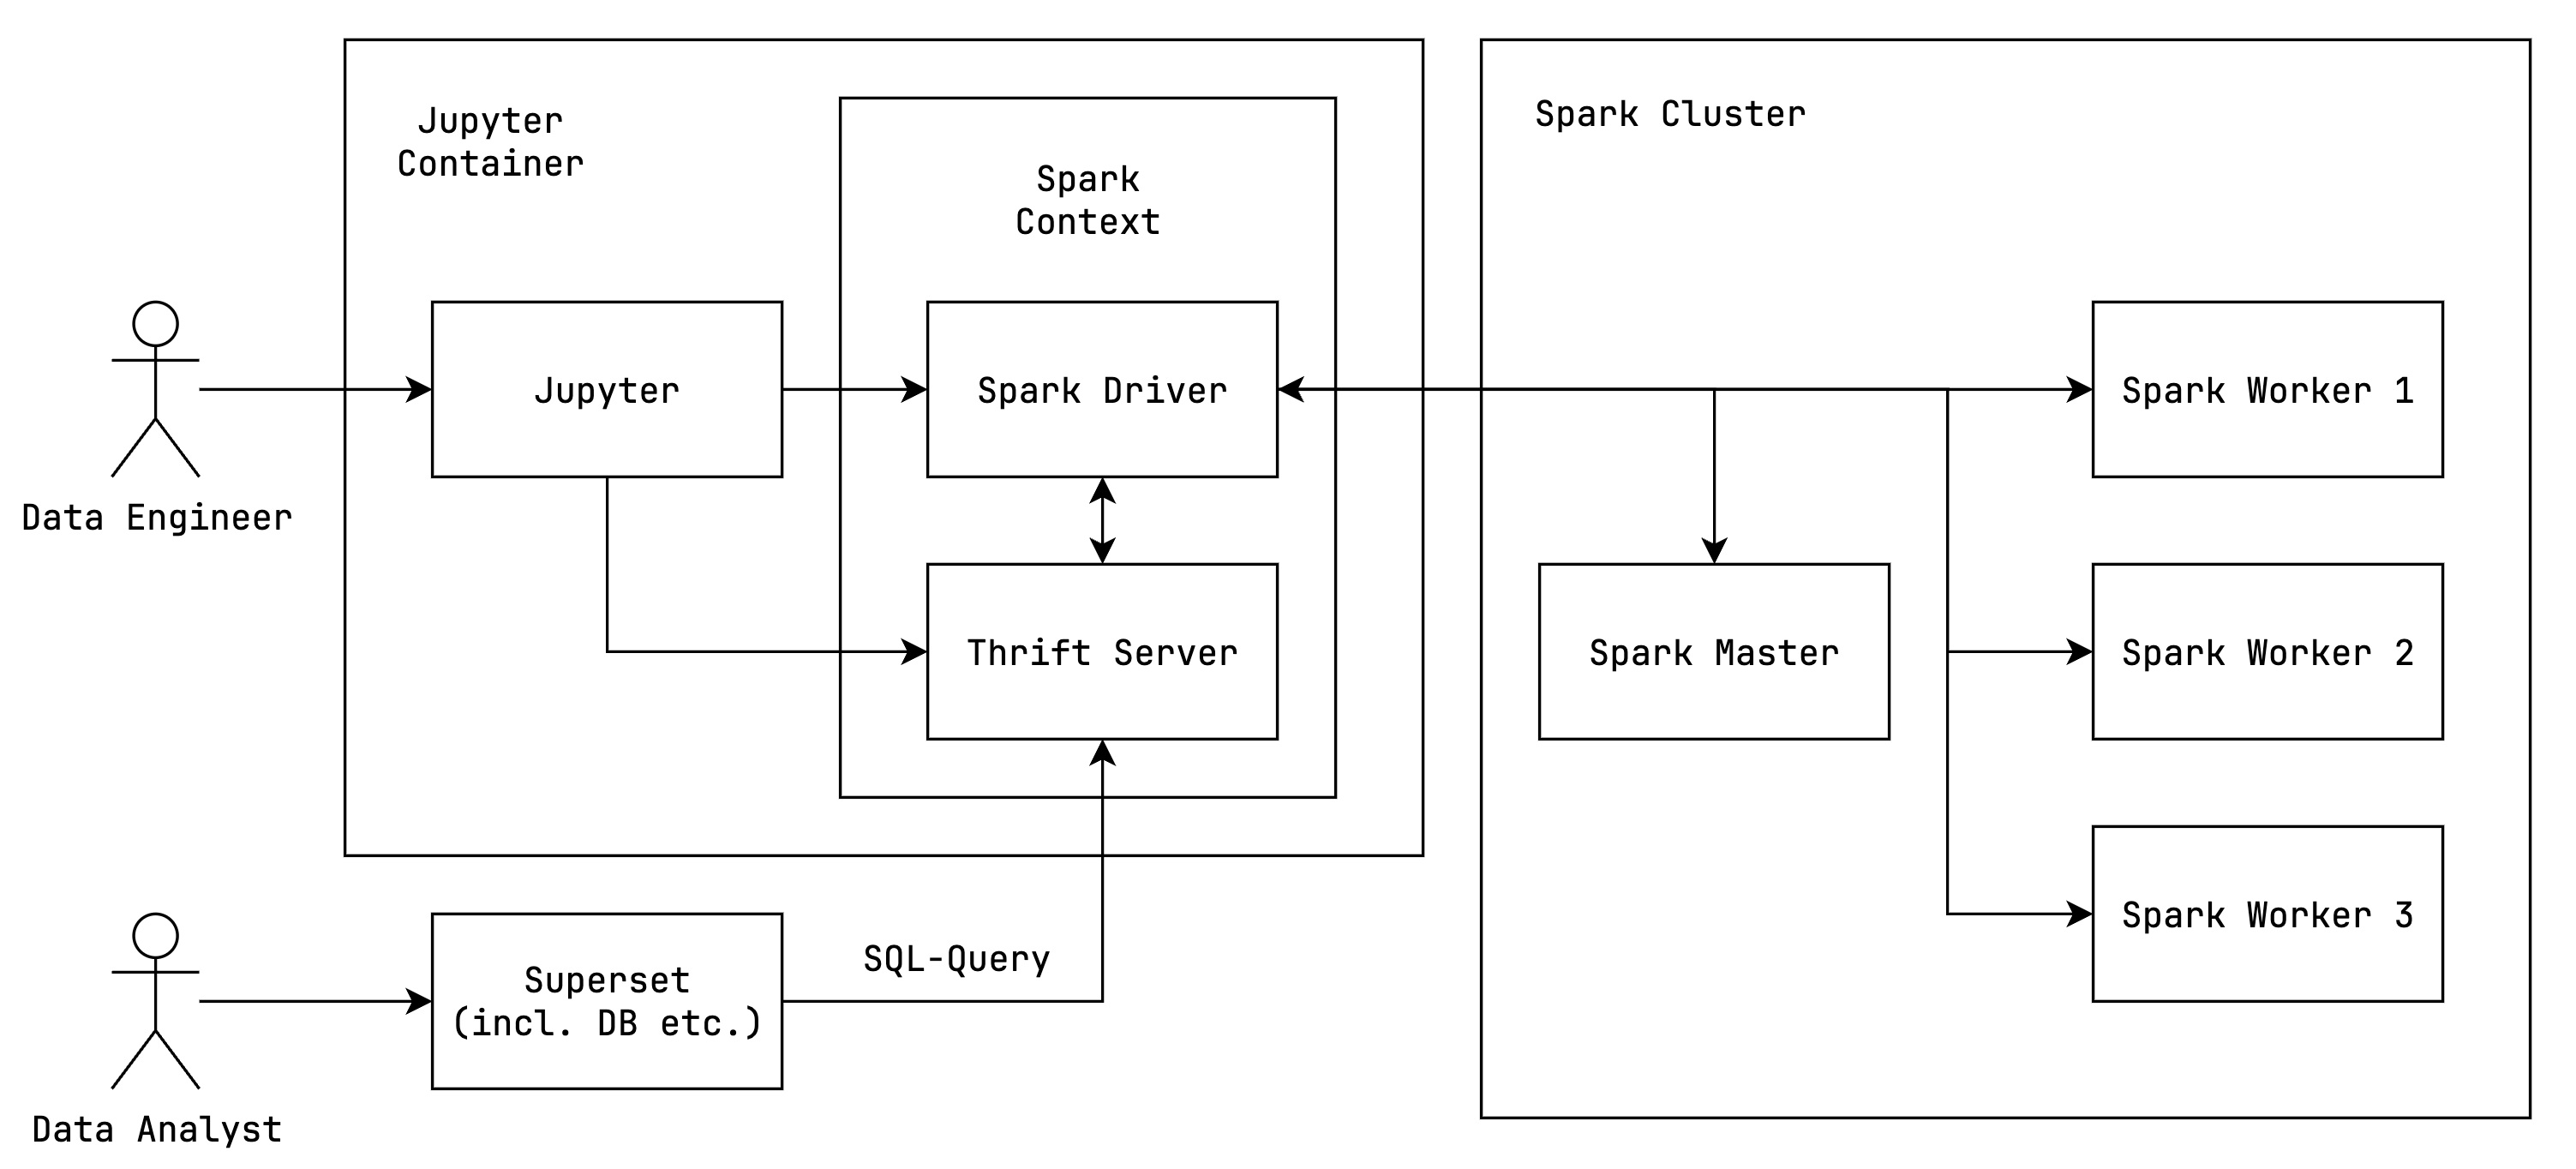 Jupyter
Container
Spark
Context
Spark Cluster
Jupyter
Spark Driver
Spark Worker 1
Data Engineer
Thrift Server
Spark Master
Spark Worker 2
Spark Worker 3
Superset
(incl. DB etc.)
SQL-Query
Data Analyst